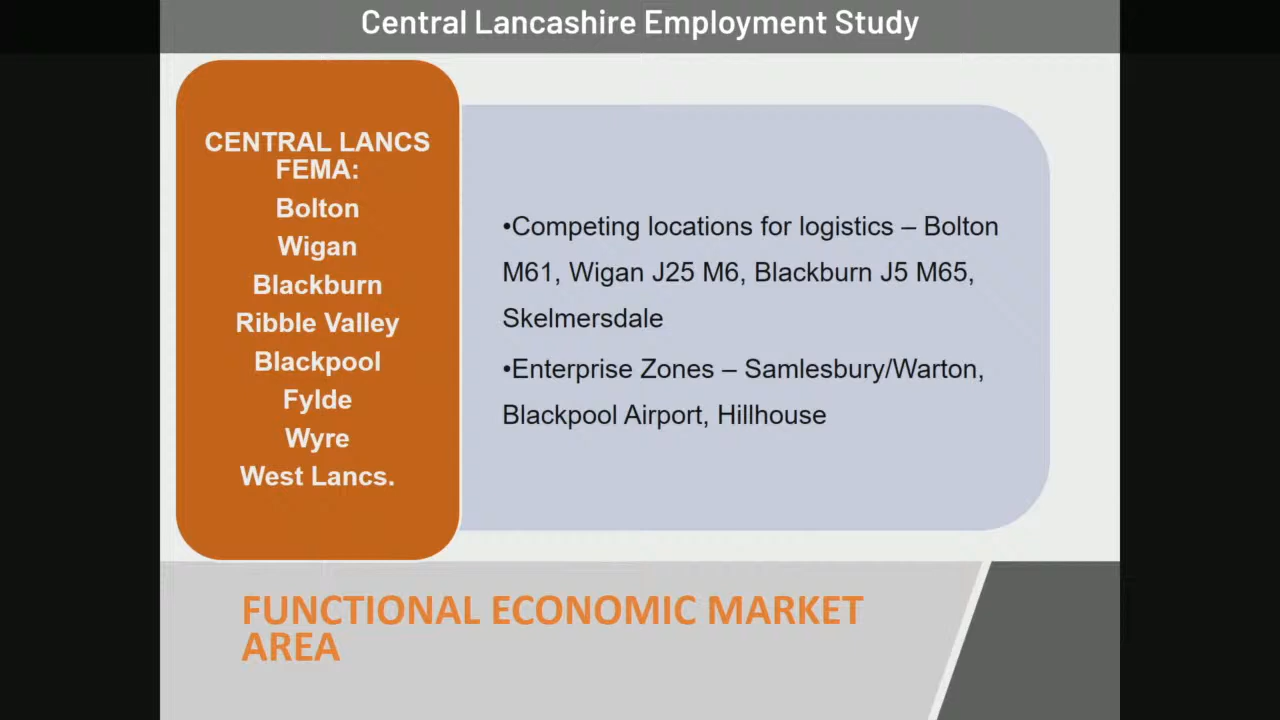 Central Lancashire Employment Study
CENTRAL LANCS
FEMA:
Bolton
Wigan
Blackburn
Ribble Valley
Blackpool
Fylde
Wyre
West Lancs.
•Competing locations for logistics – Bolton
M61, Wigan J25 M6, Blackburn J5 M65,
Skelmersdale
•Enterprise Zones – Samlesbury/Warton,
Blackpool Airport, Hillhouse
FUNCTIONAL ECONOMIC MARKET
AREA